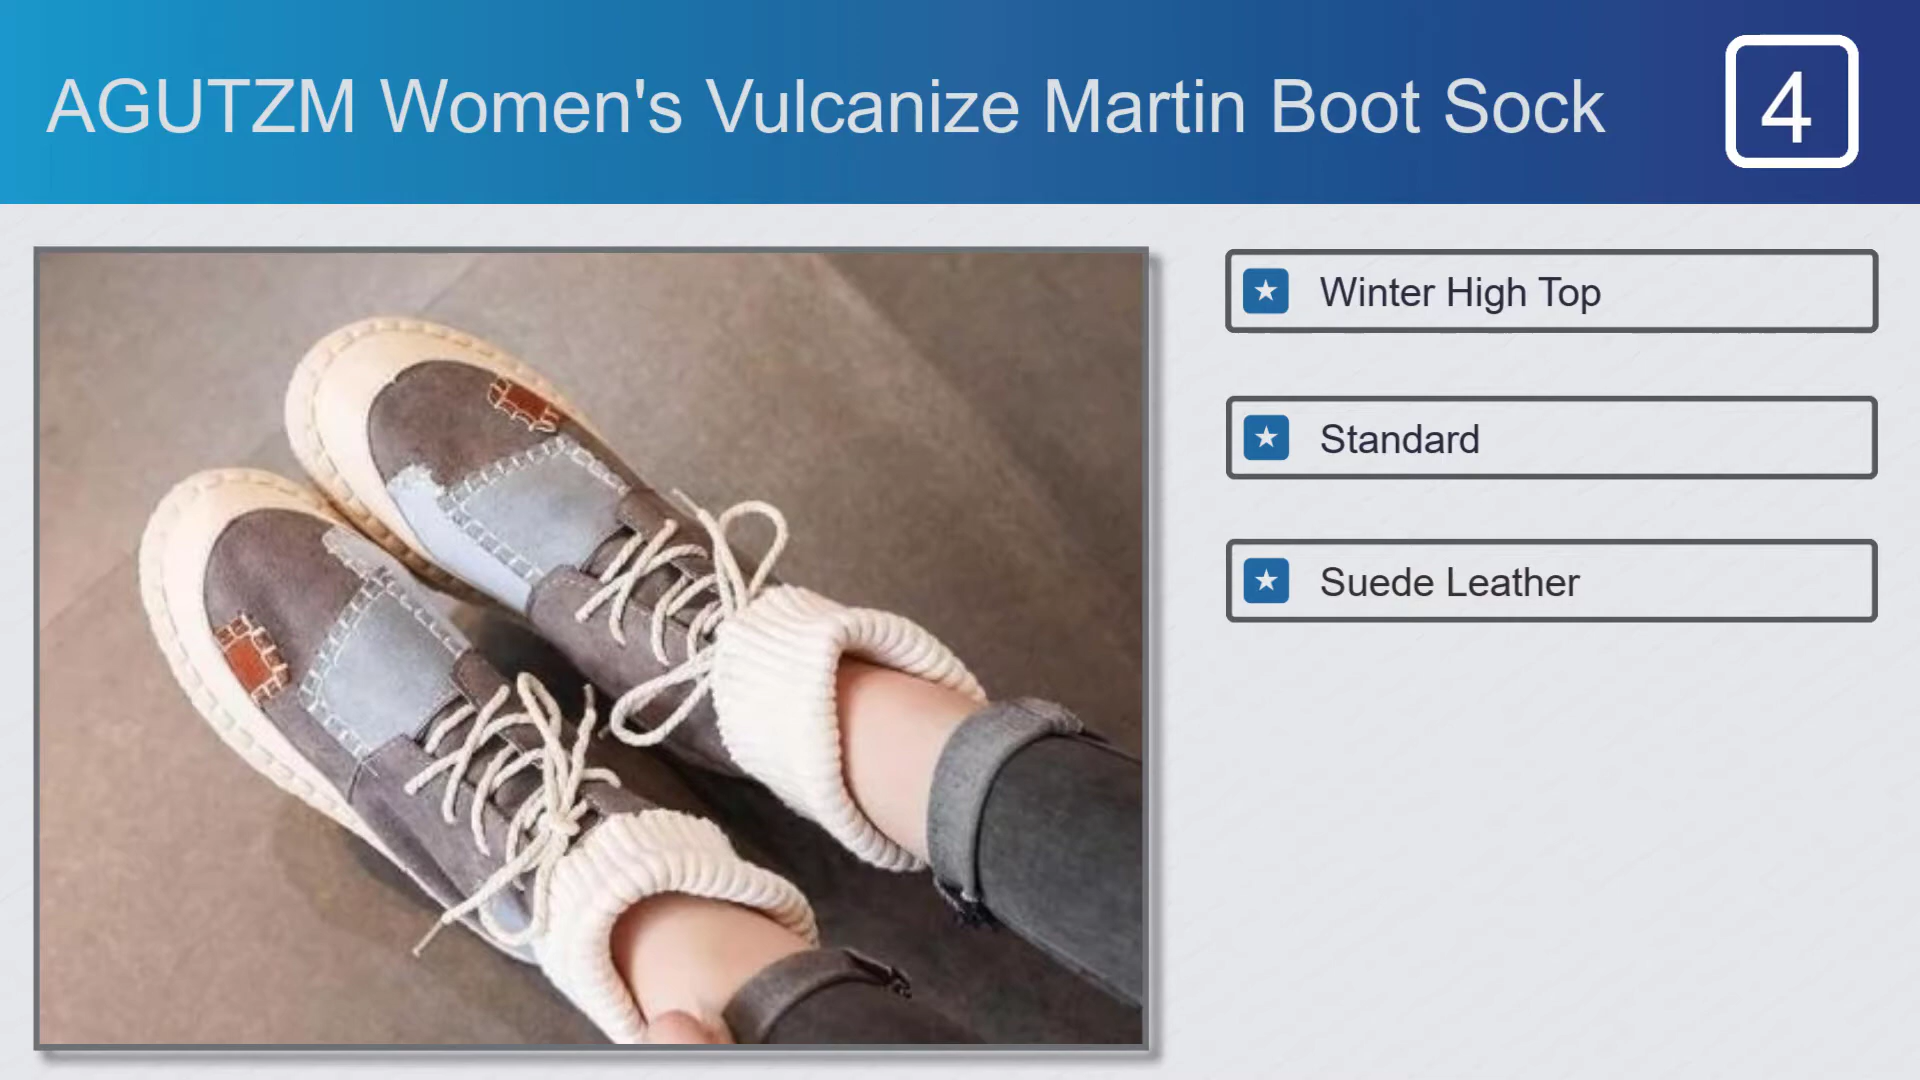 AGUTZM Women's Vulcanize Martin Boot Sock
4
Winter High Top
Standard
Suede Leather